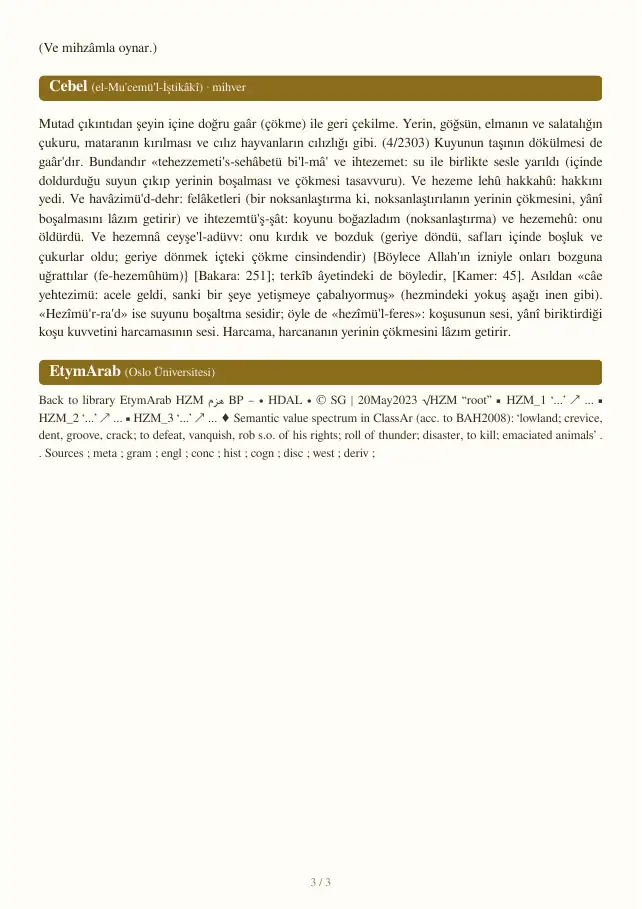 (Ve mihzâmla oynar.)
Cebel (el-Mu'cemü'l-İştikâkî) · mihver
Mutad çıkıntıdan şeyin içine doğru gaâr (çökme) ile geri çekilme. Yerin, göğsün, elmanın ve salatalığın
çukuru, mataranın kırılması ve cılız hayvanların cılızlığı gibi. (4/2303) Kuyunun taşının dökülmesi de
gaâr'dır. Bundandır «tehezzemeti's-sehâbetü bi'l-mâ' ve ihtezemet: su ile birlikte sesle yarıldı (içinde
doldurduğu suyun çıkıp yerinin boşalması ve çökmesi tasavvuru). Ve hezeme lehû hakkahû: hakkını
yedi. Ve havâzimü'd-dehr: felâketleri (bir noksanlaştırma ki, noksanlaştırılanın yerinin çökmesini, yânî
boşalmasını lâzım getirir) ve ihtezemtü'ş-şât: koyunu boğazladım (noksanlaştırma) ve hezemehû: onu
öldürdü. Ve hezemnâ ceyşe'l-adüvv: onu kırdık ve bozduk (geriye döndü, safları içinde boşluk ve
çukurlar oldu; geriye dönmek içteki çökme cinsindendir) {Böylece Allah'ın izniyle onları bozguna
uğrattılar (fe-hezemûhüm)} [Bakara: 251]; terkîb âyetindeki de böyledir, [Kamer: 45]. Asıldan «câe
yehtezimü: acele geldi, sanki bir şeye yetişmeye çabalıyormuş» (hezmindeki yokuş aşağı inen gibi).
«Hezîmü'r-ra'd» ise suyunu boşaltma sesidir; öyle de «hezîmü'l-feres»: koşusunun sesi, yânî biriktirdiği
koşu kuvvetini harcamasının sesi. Harcama, harcananın yerinin çökmesini lâzım getirir.
EtymArab (Oslo Üniversitesi)
Back to library EtymArab HZM هزم BP – • HDAL • © SG | 20May2023 √HZM “root” ▪ HZM_1 ‘...’ ↗ ... ▪
HZM_2 ‘...’ ↗ ... ▪ HZM_3 ‘...’ ↗ ... ♦ Semantic value spectrum in ClassAr (acc. to BAH2008): ‘lowland; crevice,
dent, groove, crack; to defeat, vanquish, rob s.o. of his rights; roll of thunder; disaster, to kill; emaciated animals’ .
. Sources ; meta ; gram ; engl ; conc ; hist ; cogn ; disc ; west ; deriv ;
3 / 3